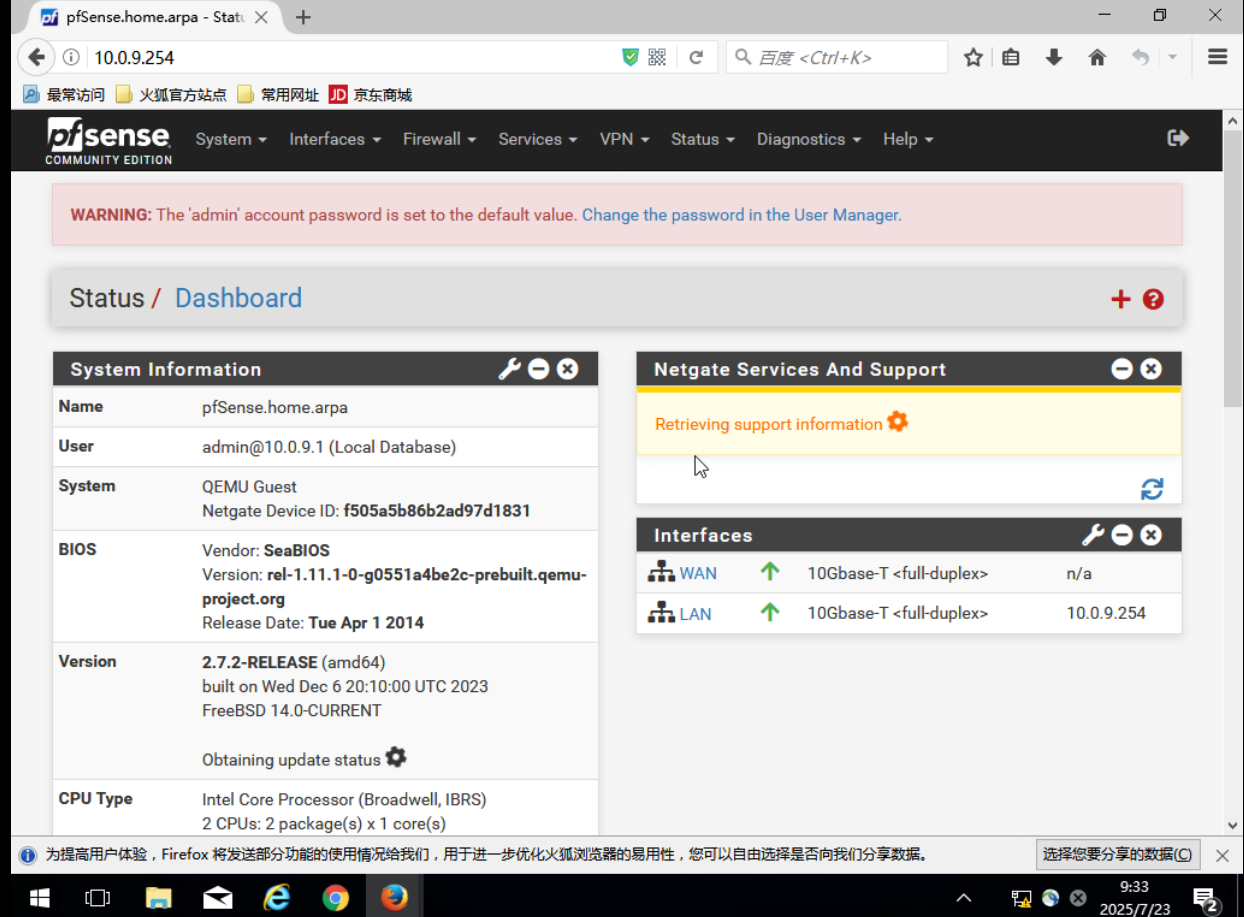 pfSense.home.arpa - Statu
10.0.9.254
百度 <Ctrl+K>
最常访问 火狐官方站点 常用网址 JD 京东商城
pfsense
COMMUNITY EDITION
System Interfaces Firewall Services VPN Status Diagnostics Help
WARNING: The 'admin' account password is set to the default value. Change the password in the User Manager.
Status / Dashboard
System Information
Name pfSense.home.arpa
User admin@10.0.9.1 (Local Database)
System QEMU Guest
Netgate Device ID: f505a5b86b2ad97d1831
BIOS Vendor: SeaBIOS
Version: rel-1.11.1-0-g0551a4be2c-prebuilt.qemu-
project.org
Release Date: Tue Apr 1 2014
Version 2.7.2-RELEASE (amd64)
built on Wed Dec 6 20:10:00 UTC 2023
FreeBSD 14.0-CURRENT
Obtaining update status
CPU Type Intel Core Processor (Broadwell, IBRS)
2 CPUs: 2 package(s) x 1 core(s)
Netgate Services And Support
Retrieving support information
Interfaces
WAN 10Gbase-T <full-duplex> n/a
LAN 10Gbase-T <full-duplex> 10.0.9.254
为提高用户体验，Firefox 将发送部分功能的使用情况给我们，用于进一步优化火狐浏览器的易用性，您可以自由选择是否向我们分享数据。
选择您要分享的数据(C)
9:33
2025/7/23
2